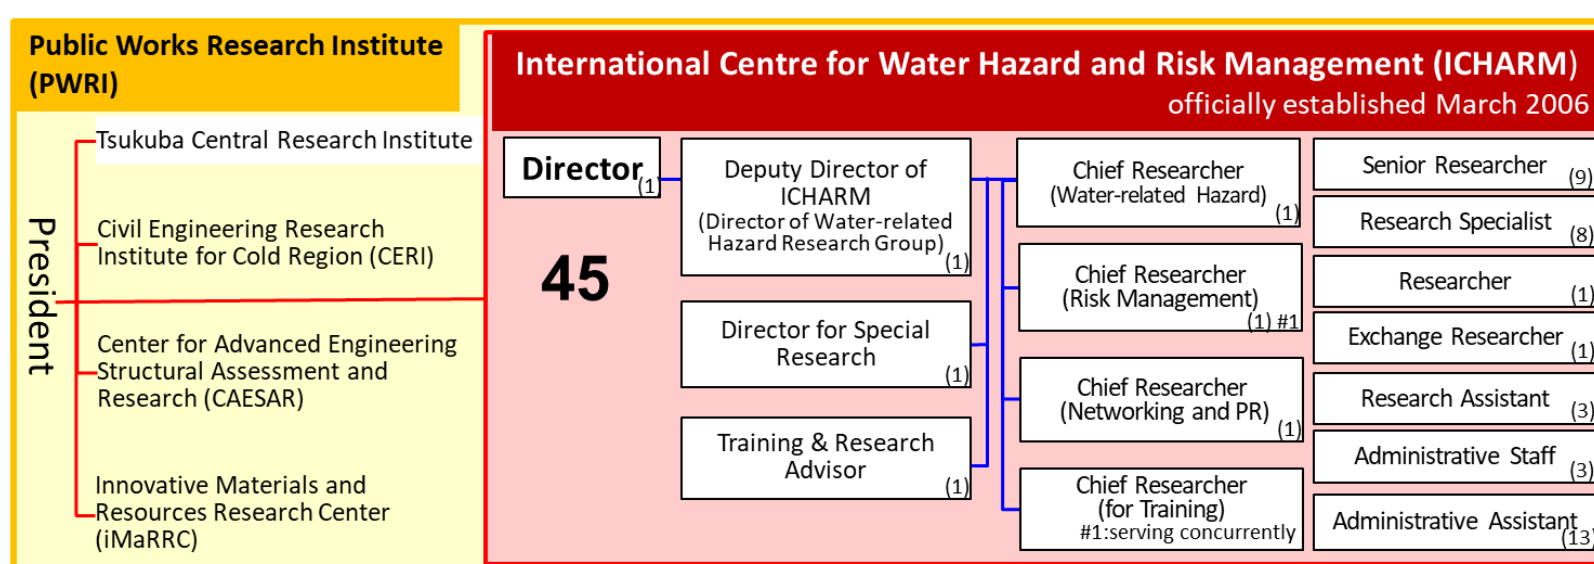 Public Works Research Institute
(PWRI)
President
Tsukuba Central Research Institute
Civil Engineering Research
Institute for Cold Region (CERI)
Center for Advanced Engineering
Structural Assessment and
Research (CAESAR)
Innovative Materials and
Resources Research Center
(iMaRRC)
International Centre for Water Hazard and Risk Management (ICHARM)
officially established March 2006
Director
(1)
45
Deputy Director of
ICHARM
(Director of Water-related
Hazard Research Group)
(1)
Director for Special
Research
(1)
Training & Research
Advisor
(1)
Chief Researcher
(Water-related Hazard)
(1)
Chief Researcher
(Risk Management)
(1) #1
Chief Researcher
(Networking and PR)
(1)
Chief Researcher
(for Training)
#1:serving concurrently
Senior Researcher
(9)
Research Specialist
(8)
Researcher
(1)
Exchange Researcher
(1)
Research Assistant
(3)
Administrative Staff
(3)
Administrative Assistant
(13)